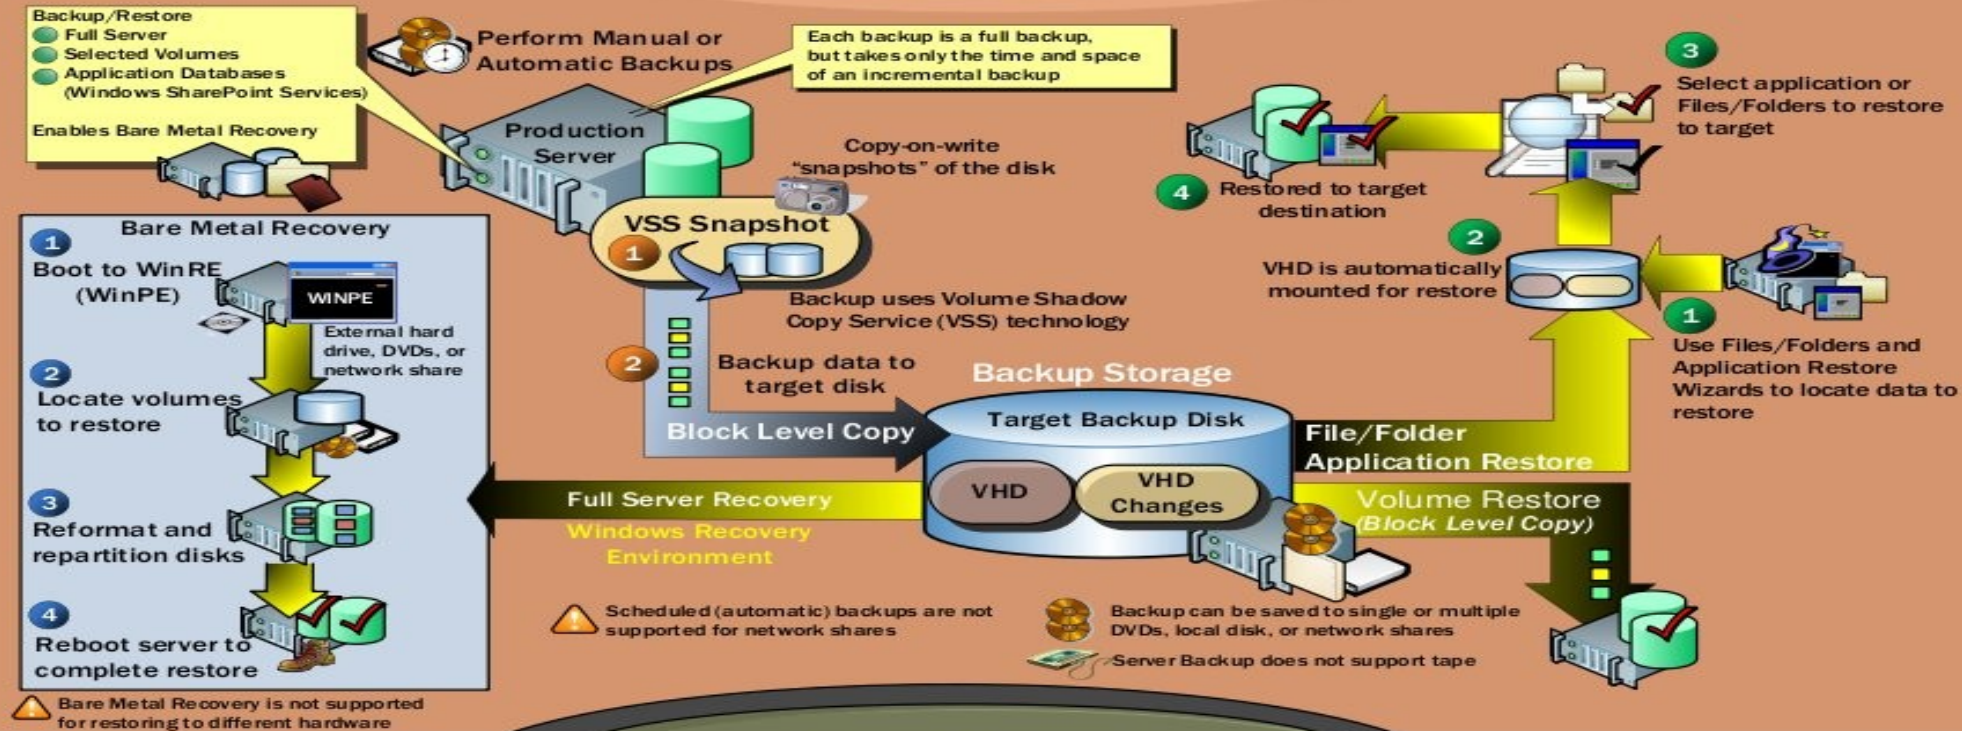 Backup/Restore
Full Server
Selected Volumes
Application Databases
(Windows SharePoint Services)
Enables Bare Metal Recovery
Perform Manual or
Automatic Backups
Each backup is a full backup,
but takes only the time and space
of an incremental backup
Production
Server
Copy-on-write
"snapshots" of the disk
VSS Snapshot
1
Backup uses Volume Shadow
Copy Service (VSS) technology
2
Backup data to
target disk
Block Level Copy
Backup Storage
Target Backup Disk
VHD
VHD
Changes
Bare Metal Recovery
1
Boot to WinRE
(WinPE)
WINPE
External hard
drive, DVDs, or
network share
2
Locate volumes
to restore
3
Reformat and
repartition disks
4
Reboot server to
complete restore
Bare Metal Recovery is not supported
for restoring to different hardware
Full Server Recovery
Windows Recovery
Environment
Scheduled (automatic) backups are not
supported for network shares
Backup can be saved to single or multiple
DVDs, local disk, or network shares
Server Backup does not support tape
File/Folder
Application Restore
Volume Restore
(Block Level Copy)
1
Use Files/Folders and
Application Restore
Wizards to locate data to
restore
2
VHD is automatically
mounted for restore
3
Select application or
Files/Folders to restore
to target
4
Restored to target
destination